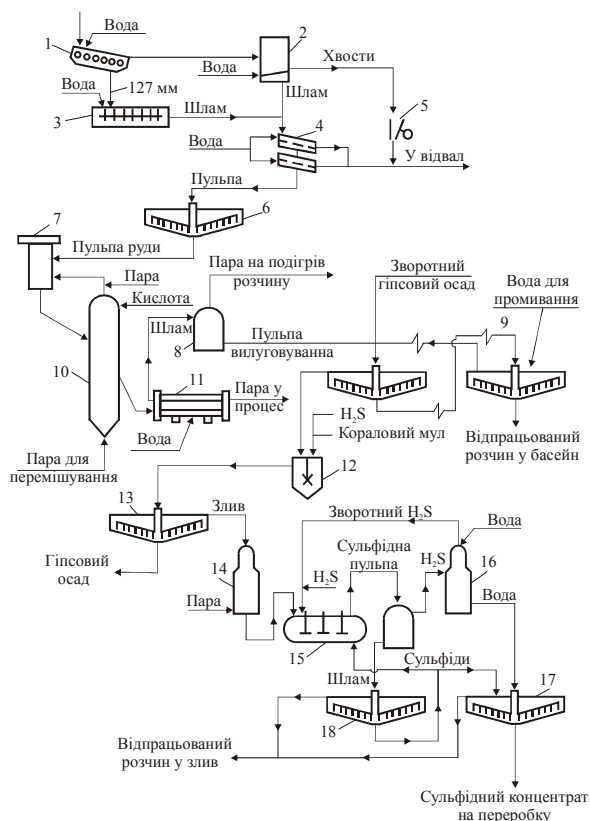 Вода
1
2
Хвости
Вода
Вода
127 мм
Шлам
Шлам
3
4
5
Вода
У відвал
Пульпа
6
7
Пульпа руди
Пара
Кислота
Шлам
8
Пара на подігрів
розчину
Пульпа
вилуговуванна
Зворотний
гіпсовий осад
9
Вода для
промивання
10
11
Пара у
процес
Вода
H₂S
Кораловий мул
Відпрацьований
розчин у басейн
Пара для
перемішування
12
13
Злив
Гіпсовий
осад
14
Пара
Зворотний H₂S
Вода
Сульфідна
пульпа
H₂S
H₂S
16
Вода
15
Шлам
Сульфіди
17
18
Відпрацьований
розчин у злив
Сульфідний концентрат
на переробку